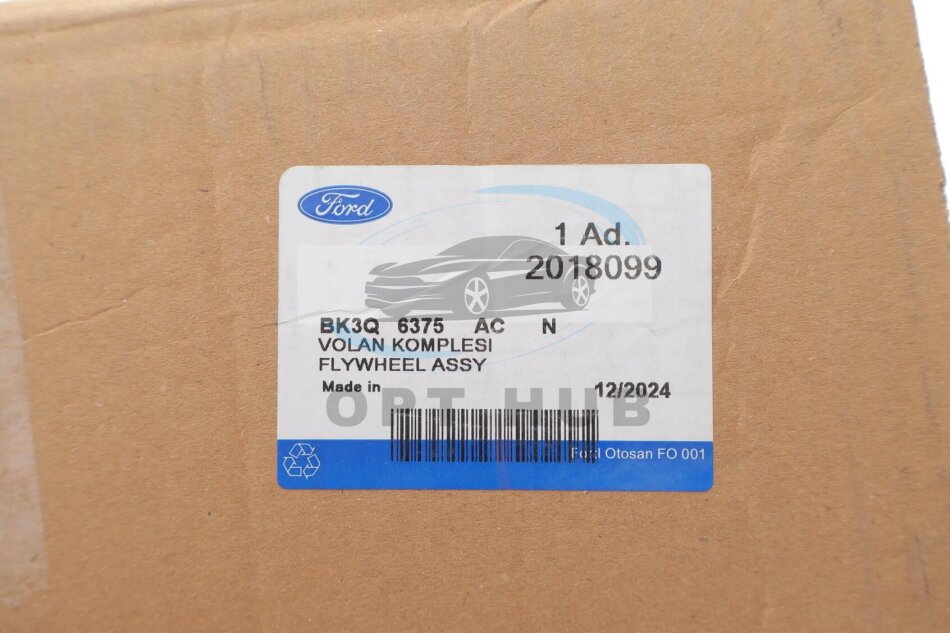 Ford
1 Ad.
2018099
BK3Q 6375 AC N
VOLAN KOMPLESI
FLYWHEEL ASSY
Made in
12/2024
OPT HUB
Ford Otosan FO 001